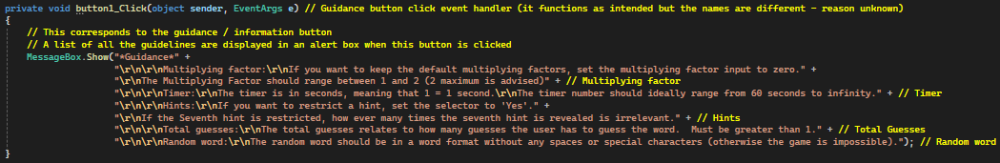 private void button1_Click(object sender, EventArgs e) // Guidance button click event handler (it functions as intended but the names are different - reason unknown)
{
// This corresponds to the guidance / information button
// A list of all the guidelines are displayed in an alert box when this button is clicked
MessageBox.Show("*Guidance*" +
"\r\n\r\nMultiplying factor:\r\nIf you want to keep the default multiplying factors, set the multiplying factor input to zero." +
"\r\nThe Multiplying Factor should range between 1 and 2 (2 maximum is advised)" + // Multiplying factor
"\r\n\r\nTimer:\r\nThe timer is in seconds, meaning that 1 = 1 second.\r\nThe timer number should ideally range from 60 seconds to infinity." + // Timer
"\r\n\r\nHints:\r\nIf you want to restrict a hint, set the selector to 'Yes'." +
"\r\nIf the Seventh hint is restricted, how ever many times the seventh hint is revealed is irrelevant." + // Hints
"\r\n\r\nTotal guesses:\r\nThe total guesses relates to how many guesses the user has to guess the word.  Must be greater than 1." + // Total Guesses
"\r\n\r\nRandom word:\r\nThe random word should be in a word format without any spaces or special characters (otherwise the game is impossible)."); // Random word
}